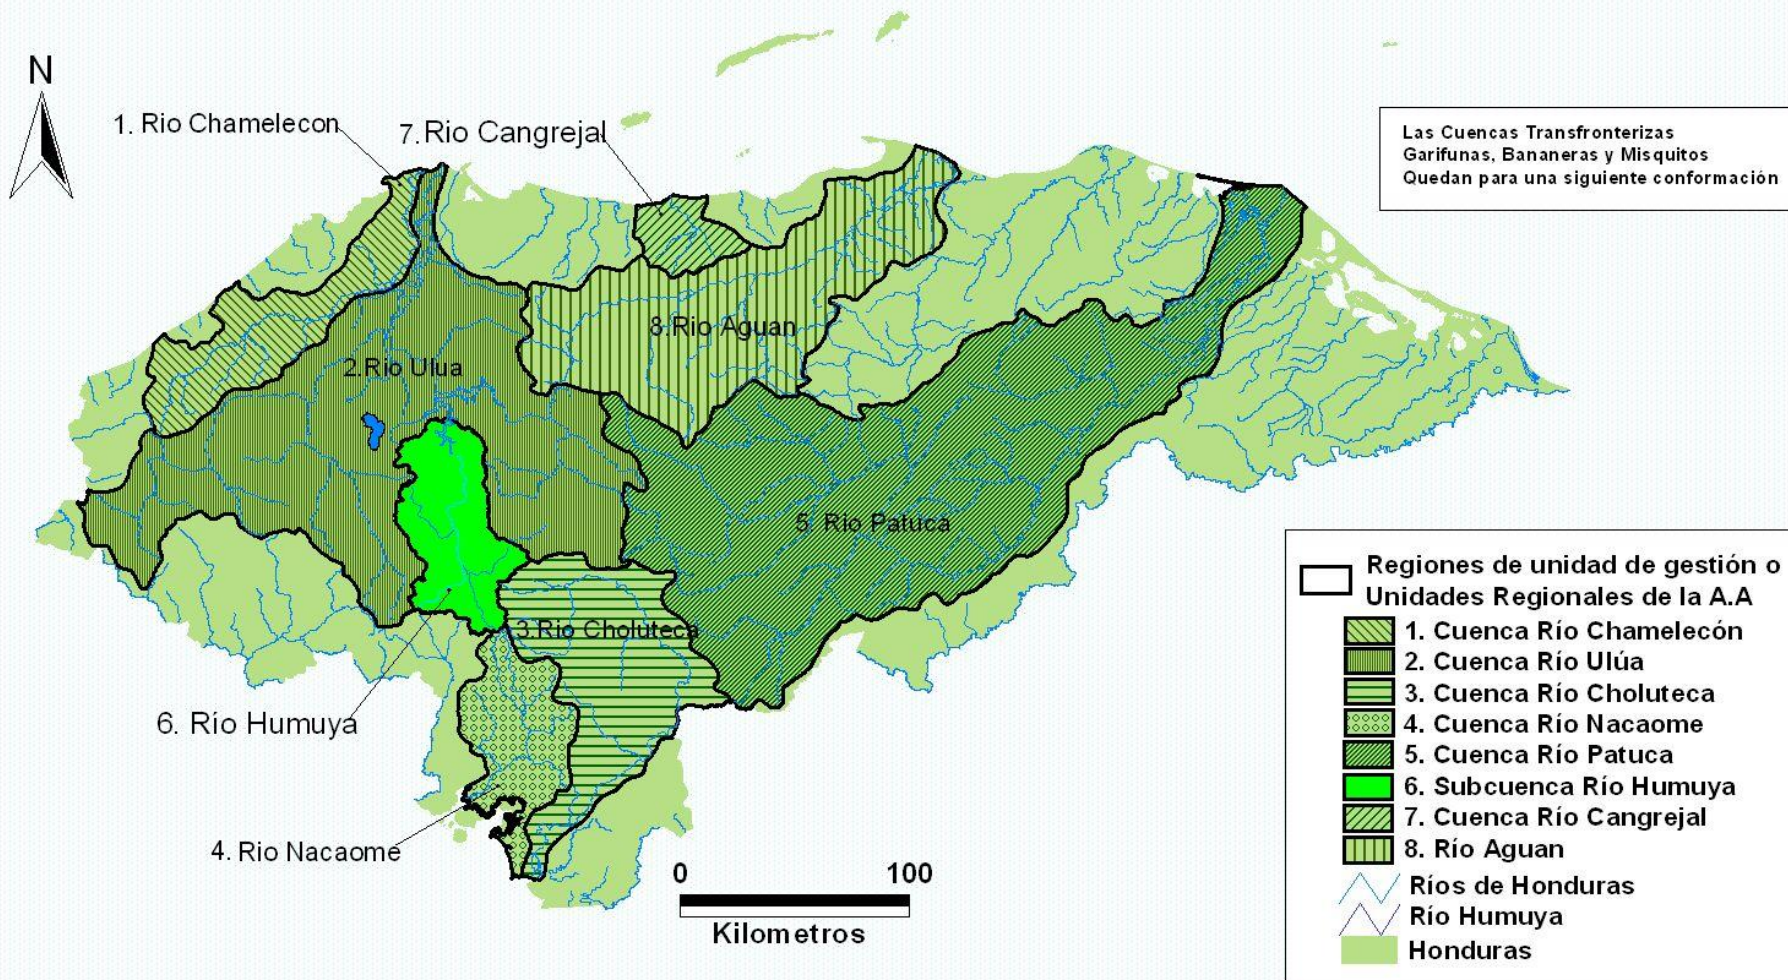 N
1. Rio Chamelecon
7. Rio Cangrejal
Las Cuencas Transfronterizas
Garifunas, Bananeras y Misquitos
Quedan para una siguiente conformación
8.Rio Aguan
2.Rio Ulua
5. Rio Patuca
3.Rio Choluteca
6. Río Humuya
4. Rio Nacaome
0 100
Kilometros
Regiones de unidad de gestión o
Unidades Regionales de la A.A
1. Cuenca Río Chamelecón
2. Cuenca Río Ulúa
3. Cuenca Río Choluteca
4. Cuenca Río Nacaome
5. Cuenca Río Patuca
6. Subcuenca Río Humuya
7. Cuenca Río Cangrejal
8. Río Aguan
Ríos de Honduras
Río Humuya
Honduras